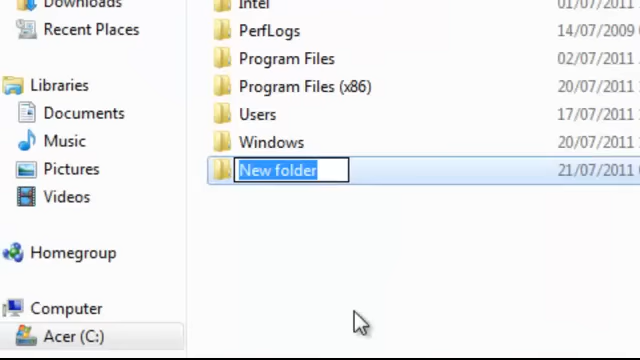 Downloads
Recent Places
Libraries
Documents
Music
Pictures
Videos
Homegroup
Computer
Acer (C:)
Intel 01/07/2011
PerfLogs 14/07/2009
Program Files 02/07/2011
Program Files (x86) 20/07/2011
Users 17/07/2011
Windows 20/07/2011
New folder 21/07/2011